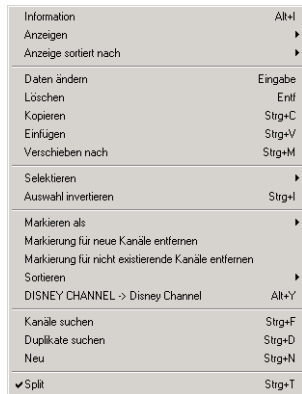 Information Alt+I
Anzeigen
Anzeige sortiert nach
Daten ändern Eingabe
Löschen Entf
Kopieren Strg+C
Einfügen Strg+V
Verschieben nach Strg+M
Selektieren
Auswahl invertieren Strg+I
Markieren als
Markierung für neue Kanäle entfernen
Markierung für nicht existierende Kanäle entfernen
Sortieren
DISNEY CHANNEL -> Disney Channel Alt+Y
Kanäle suchen Strg+F
Duplikate suchen Strg+D
Neu Strg+N
Split Strg+T